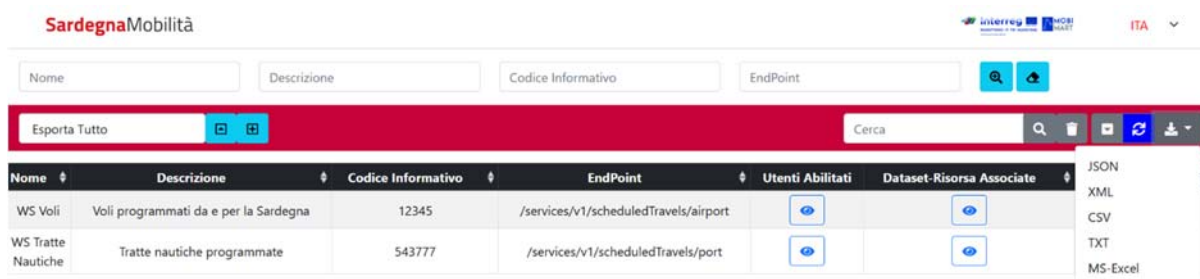 SardegnaMobilità
Interreg
MOBI
MART
ITA
Nome
Descrizione
Codice Informativo
EndPoint
Esporta Tutto
Cerca
Nome Descrizione Codice Informativo EndPoint Utenti Abilitati Dataset-Risorsa Associate
WS Voli Voli programmati da e per la Sardegna 12345 /services/v1/scheduledTravels/airport
WS Tratte
Nautiche Tratte nautiche programmate 543777 /services/v1/scheduledTravels/port
JSON
XML
CSV
TXT
MS-Excel